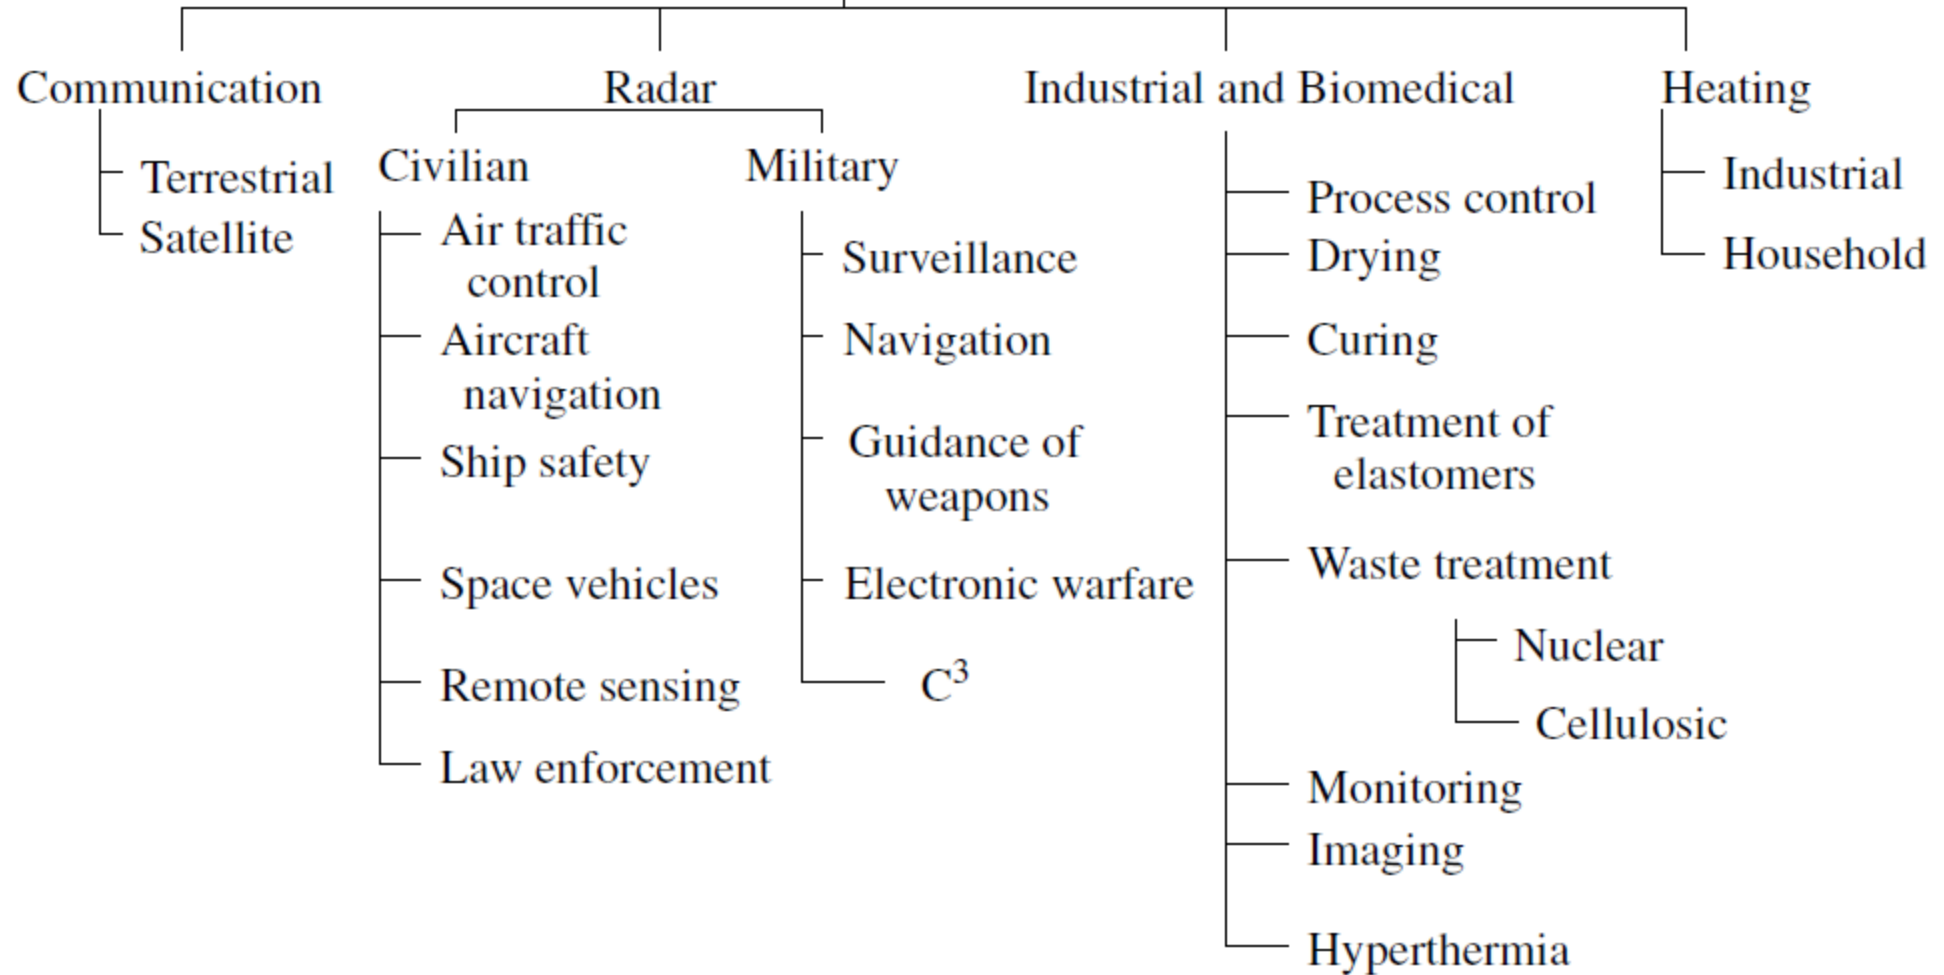 Communication
Terrestrial
Satellite
Radar
Civilian
Air traffic
control
Aircraft
navigation
Ship safety
Space vehicles
Remote sensing
Law enforcement
Military
Surveillance
Navigation
Guidance of
weapons
Electronic warfare
C³
Industrial and Biomedical
Process control
Drying
Curing
Treatment of
elastomers
Waste treatment
Nuclear
Cellulosic
Monitoring
Imaging
Hyperthermia
Heating
Industrial
Household